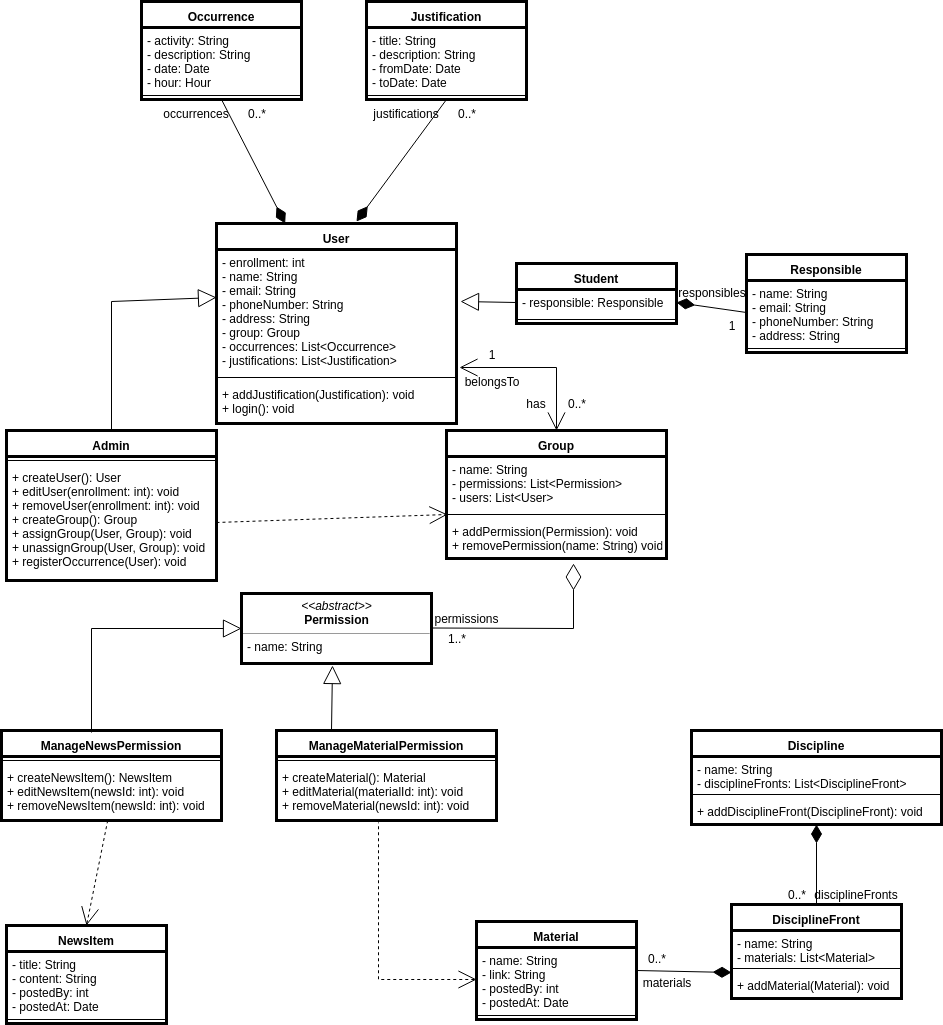 Occurrence
- activity: String
- description: String
- date: Date
- hour: Hour
Justification
- title: String
- description: String
- fromDate: Date
- toDate: Date
occurrences 0..*
justifications 0..*
User
- enrollment: int
- name: String
- email: String
- phoneNumber: String
- address: String
- group: Group
- occurrences: List<Occurrence>
- justifications: List<Justification>
+ addJustification(Justification): void
+ login(): void
Student
- responsible: Responsible
responsibles
1
Responsible
- name: String
- email: String
- phoneNumber: String
- address: String
1
belongsTo
has 0..*
Admin
+ createUser(): User
+ editUser(enrollment: int): void
+ removeUser(enrollment: int): void
+ createGroup(): Group
+ assignGroup(User, Group): void
+ unassignGroup(User, Group): void
+ registerOccurrence(User): void
Group
- name: String
- permissions: List<Permission>
- users: List<User>
+ addPermission(Permission): void
+ removePermission(name: String) void
<<abstract>>
Permission
- name: String
permissions
1..*
ManageNewsPermission
+ createNewsItem(): NewsItem
+ editNewsItem(newsId: int): void
+ removeNewsItem(newsId: int): void
ManageMaterialPermission
+ createMaterial(): Material
+ editMaterial(materialId: int): void
+ removeMaterial(newsId: int): void
Discipline
- name: String
- disciplineFronts: List<DisciplineFront>
+ addDisciplineFront(DisciplineFront): void
0..* disciplineFronts
NewsItem
- title: String
- content: String
- postedBy: int
- postedAt: Date
Material
- name: String
- link: String
- postedBy: int
- postedAt: Date
0..*
materials
DisciplineFront
- name: String
- materials: List<Material>
+ addMaterial(Material): void